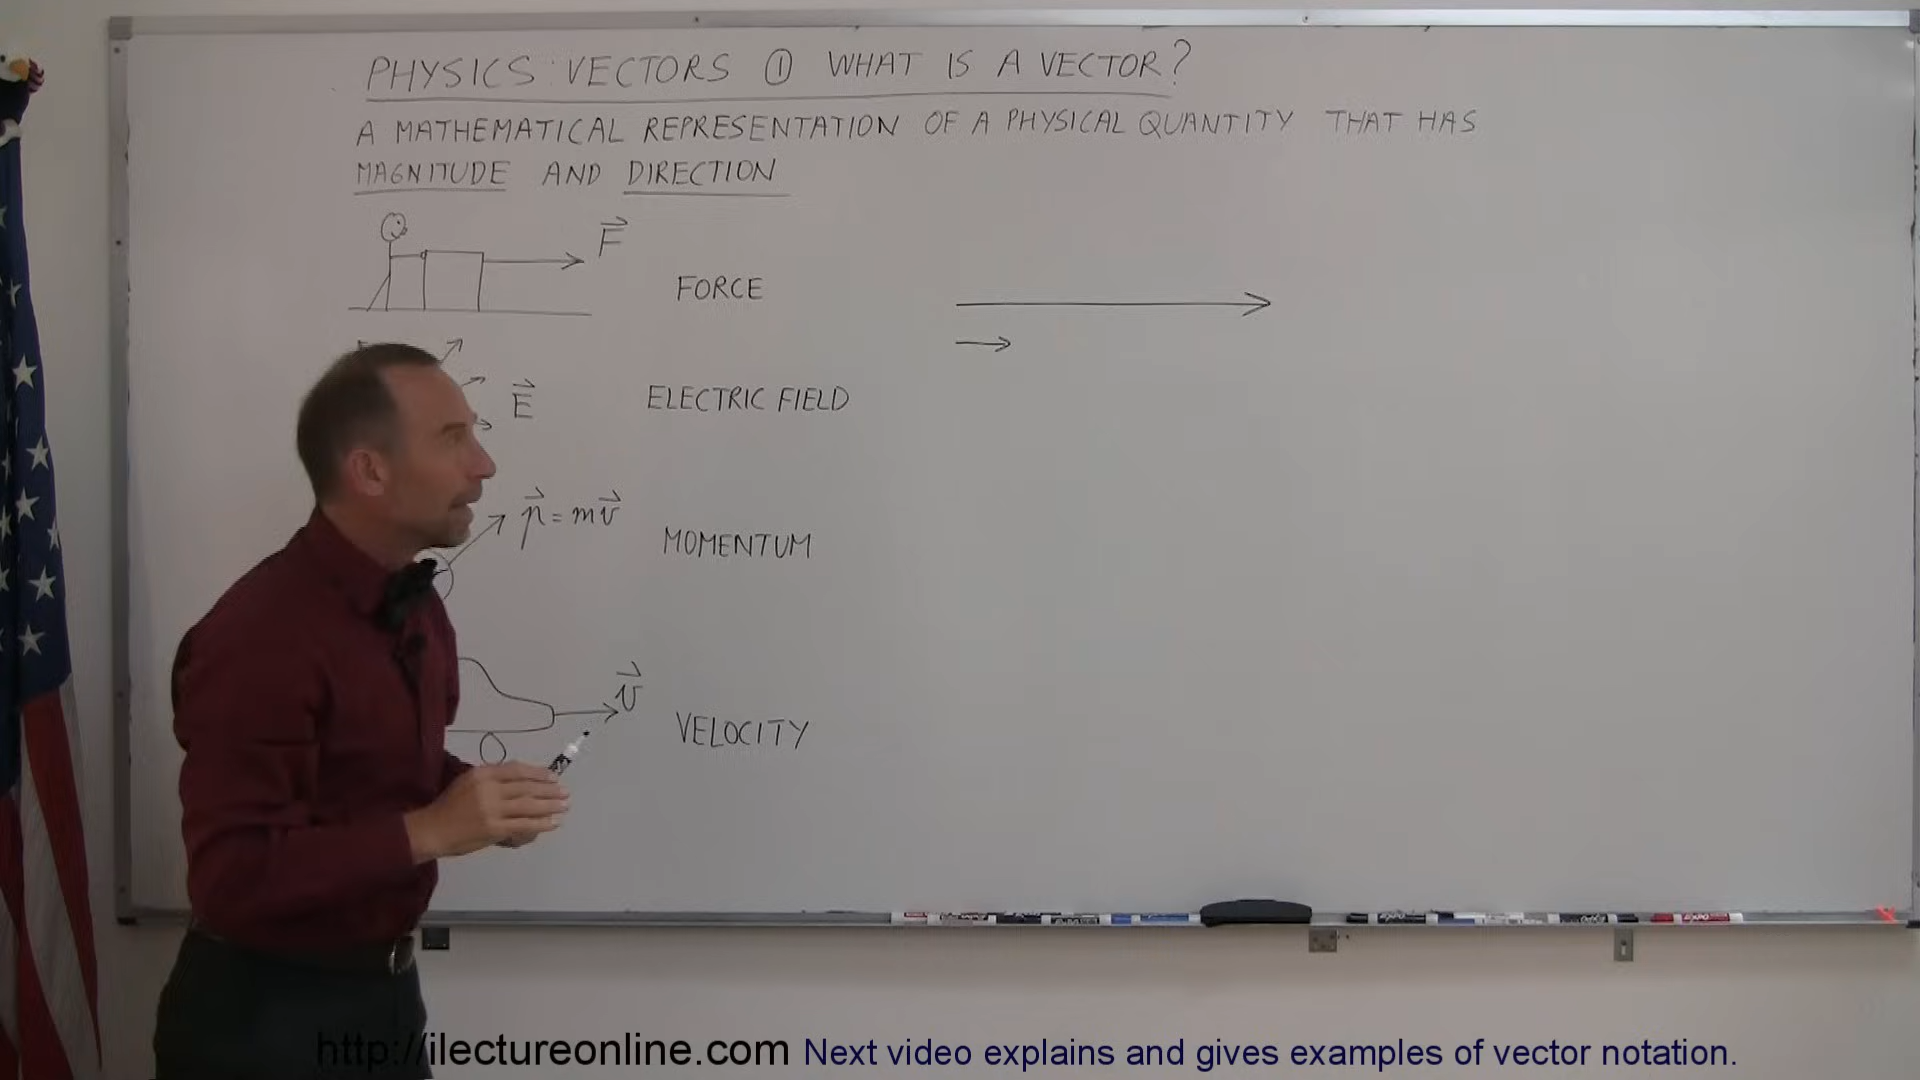 PHYSICS: VECTORS ① WHAT IS A VECTOR?
A MATHEMATICAL REPRESENTATION OF A PHYSICAL QUANTITY THAT HAS
MAGNITUDE AND DIRECTION
F⃗
FORCE
E⃗
ELECTRIC FIELD
p⃗ = mv⃗
MOMENTUM
v⃗
VELOCITY
http://ilectureonline.com Next video explains and gives examples of vector notation.